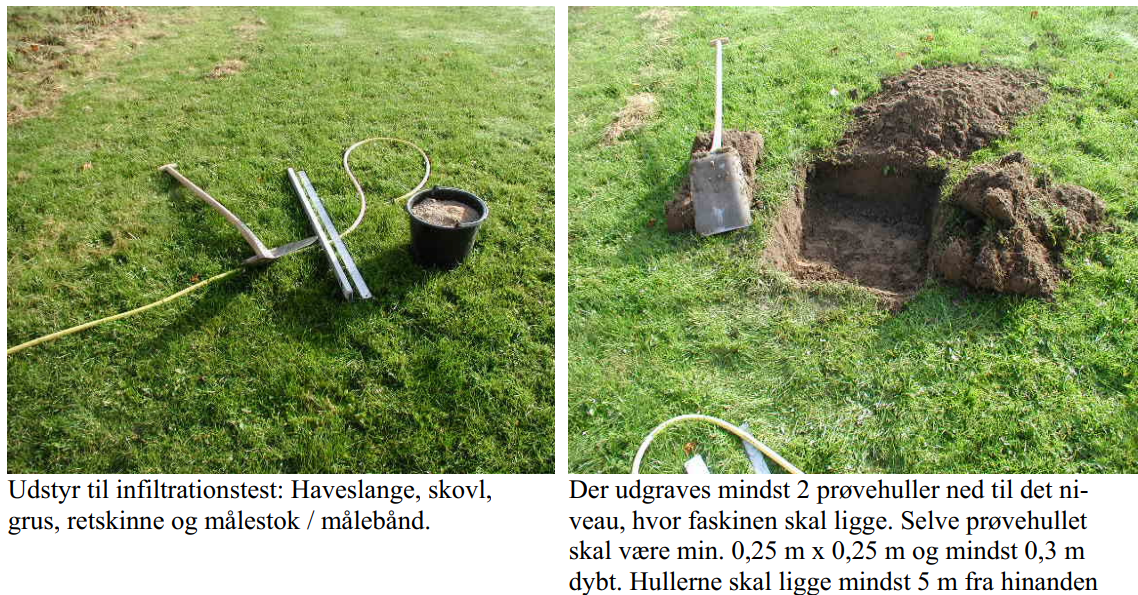 Udstyr til infiltrationstest: Haveslange, skovl,
grus, retskinne og målestok / målebånd.
Der udgraves mindst 2 prøvehuller ned til det ni-
veau, hvor faskinen skal ligge. Selve prøvehullet
skal være min. 0,25 m x 0,25 m og mindst 0,3 m
dybt. Hullerne skal ligge mindst 5 m fra hinanden